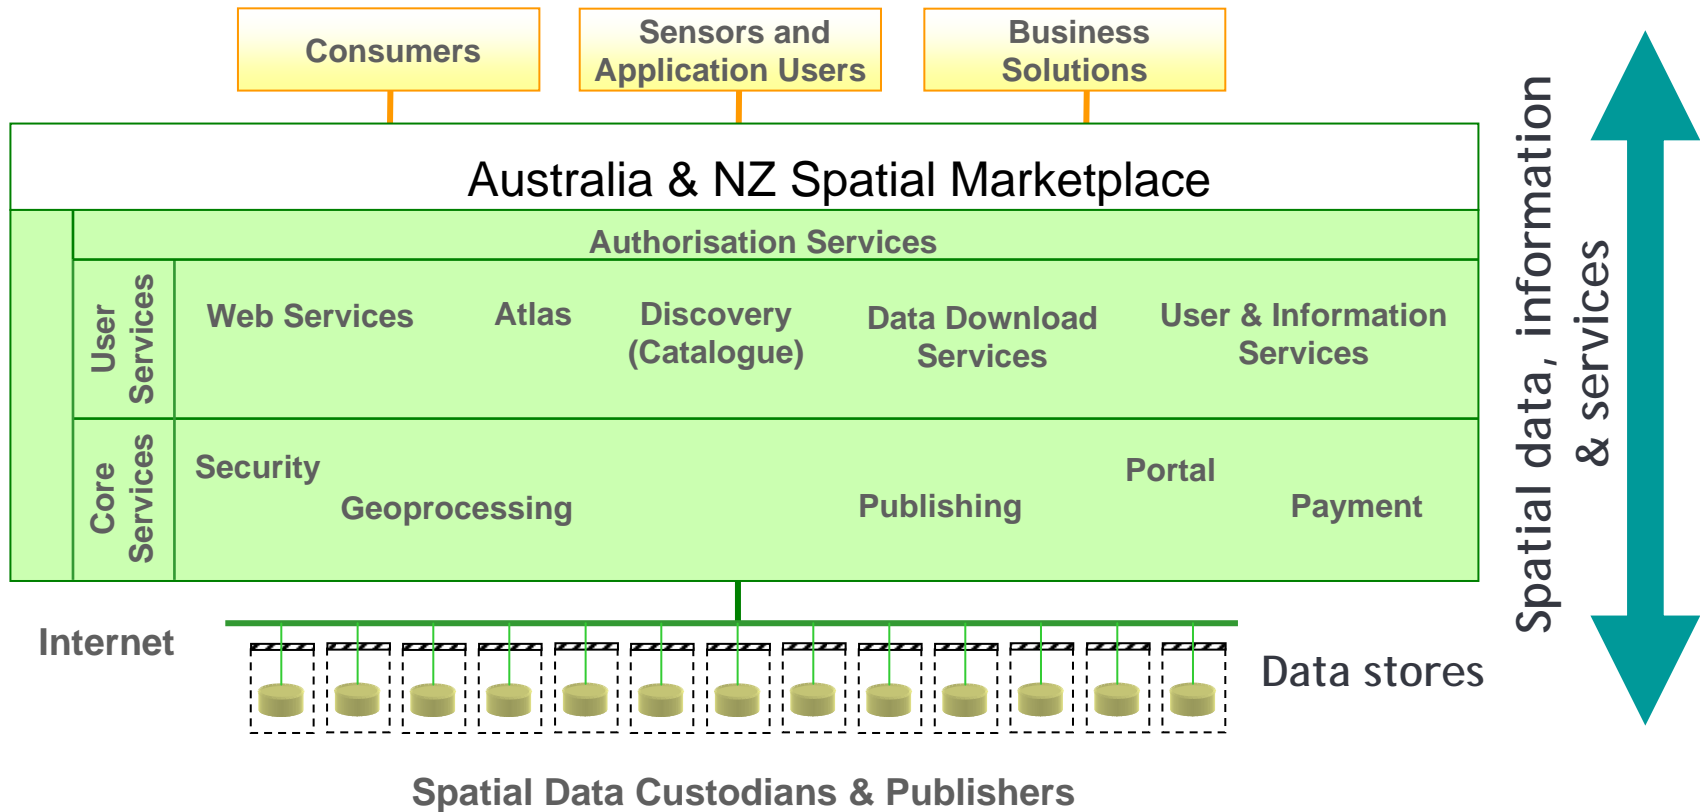 Consumers
Sensors and
Application Users
Business
Solutions
Australia & NZ Spatial Marketplace
Authorisation Services
User
Services
Web Services
Atlas
Discovery
(Catalogue)
Data Download
Services
User & Information
Services
Core
Services
Security
Geoprocessing
Publishing
Portal
Payment
Internet
Data stores
Spatial Data Custodians & Publishers
Spatial data, information
& services